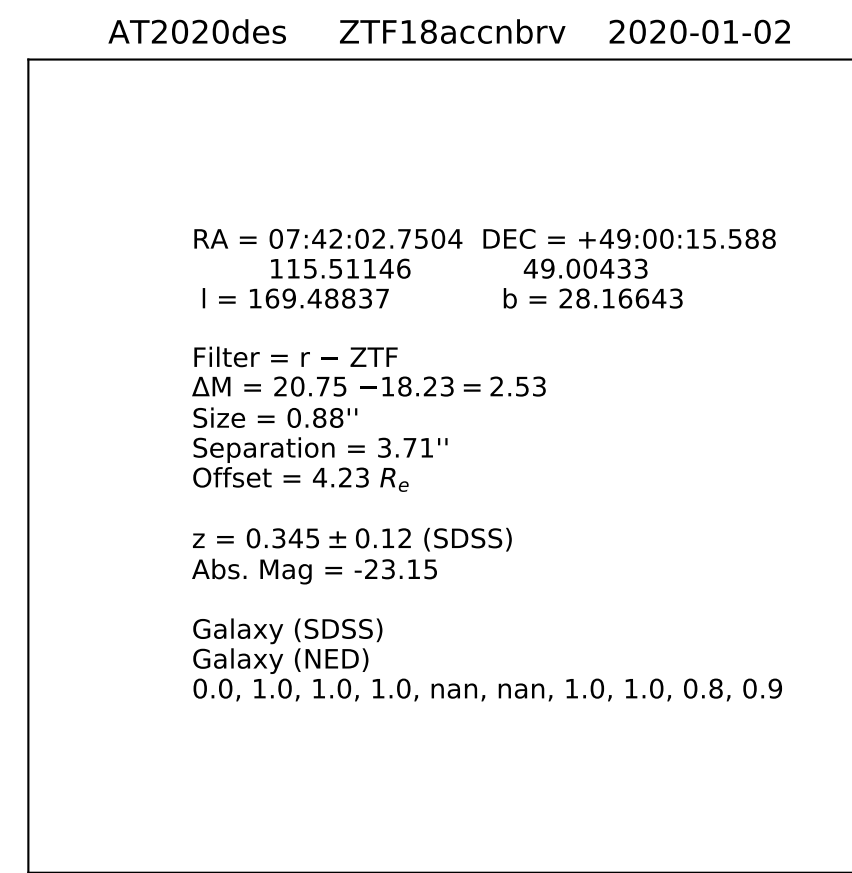 AT2020des ZTF18accnbrv 2020-01-02
RA = 07:42:02.7504 DEC = +49:00:15.588
115.51146 49.00433
l = 169.48837 b = 28.16643
Filter = r − ZTF
ΔM = 20.75 −18.23 = 2.53
Size = 0.88''
Separation = 3.71''
Offset = 4.23 Re
z = 0.345 ± 0.12 (SDSS)
Abs. Mag = -23.15
Galaxy (SDSS)
Galaxy (NED)
0.0, 1.0, 1.0, 1.0, nan, nan, 1.0, 1.0, 0.8, 0.9